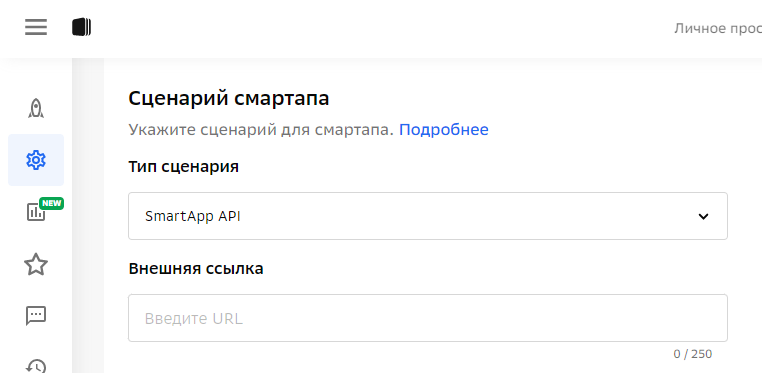 Личное прос
Сценарий смартапа
Укажите сценарий для смартапа. Подробнее
Тип сценария
NEW
SmartApp API
Внешняя ссылка
Введите URL
0 / 250